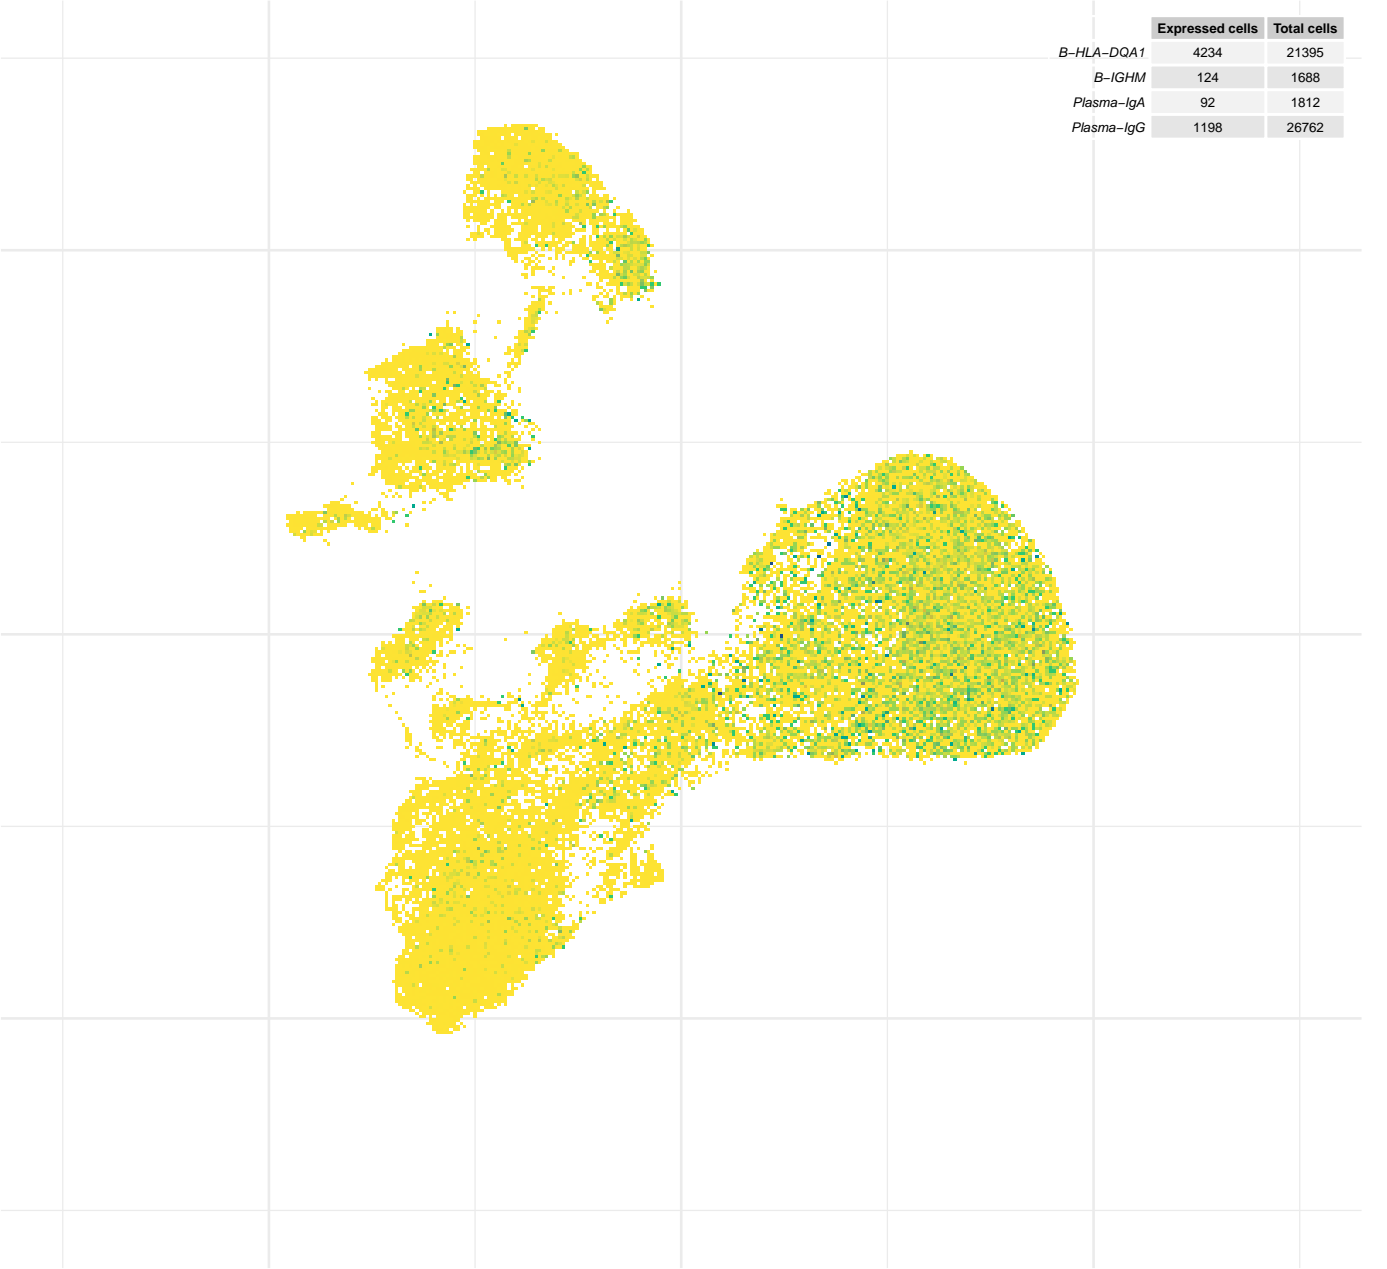 Expressed cells Total cells
B−HLA−DQA1 4234 21395
B−IGHM 124 1688
Plasma−IgA 92 1812
Plasma−IgG 1198 26762